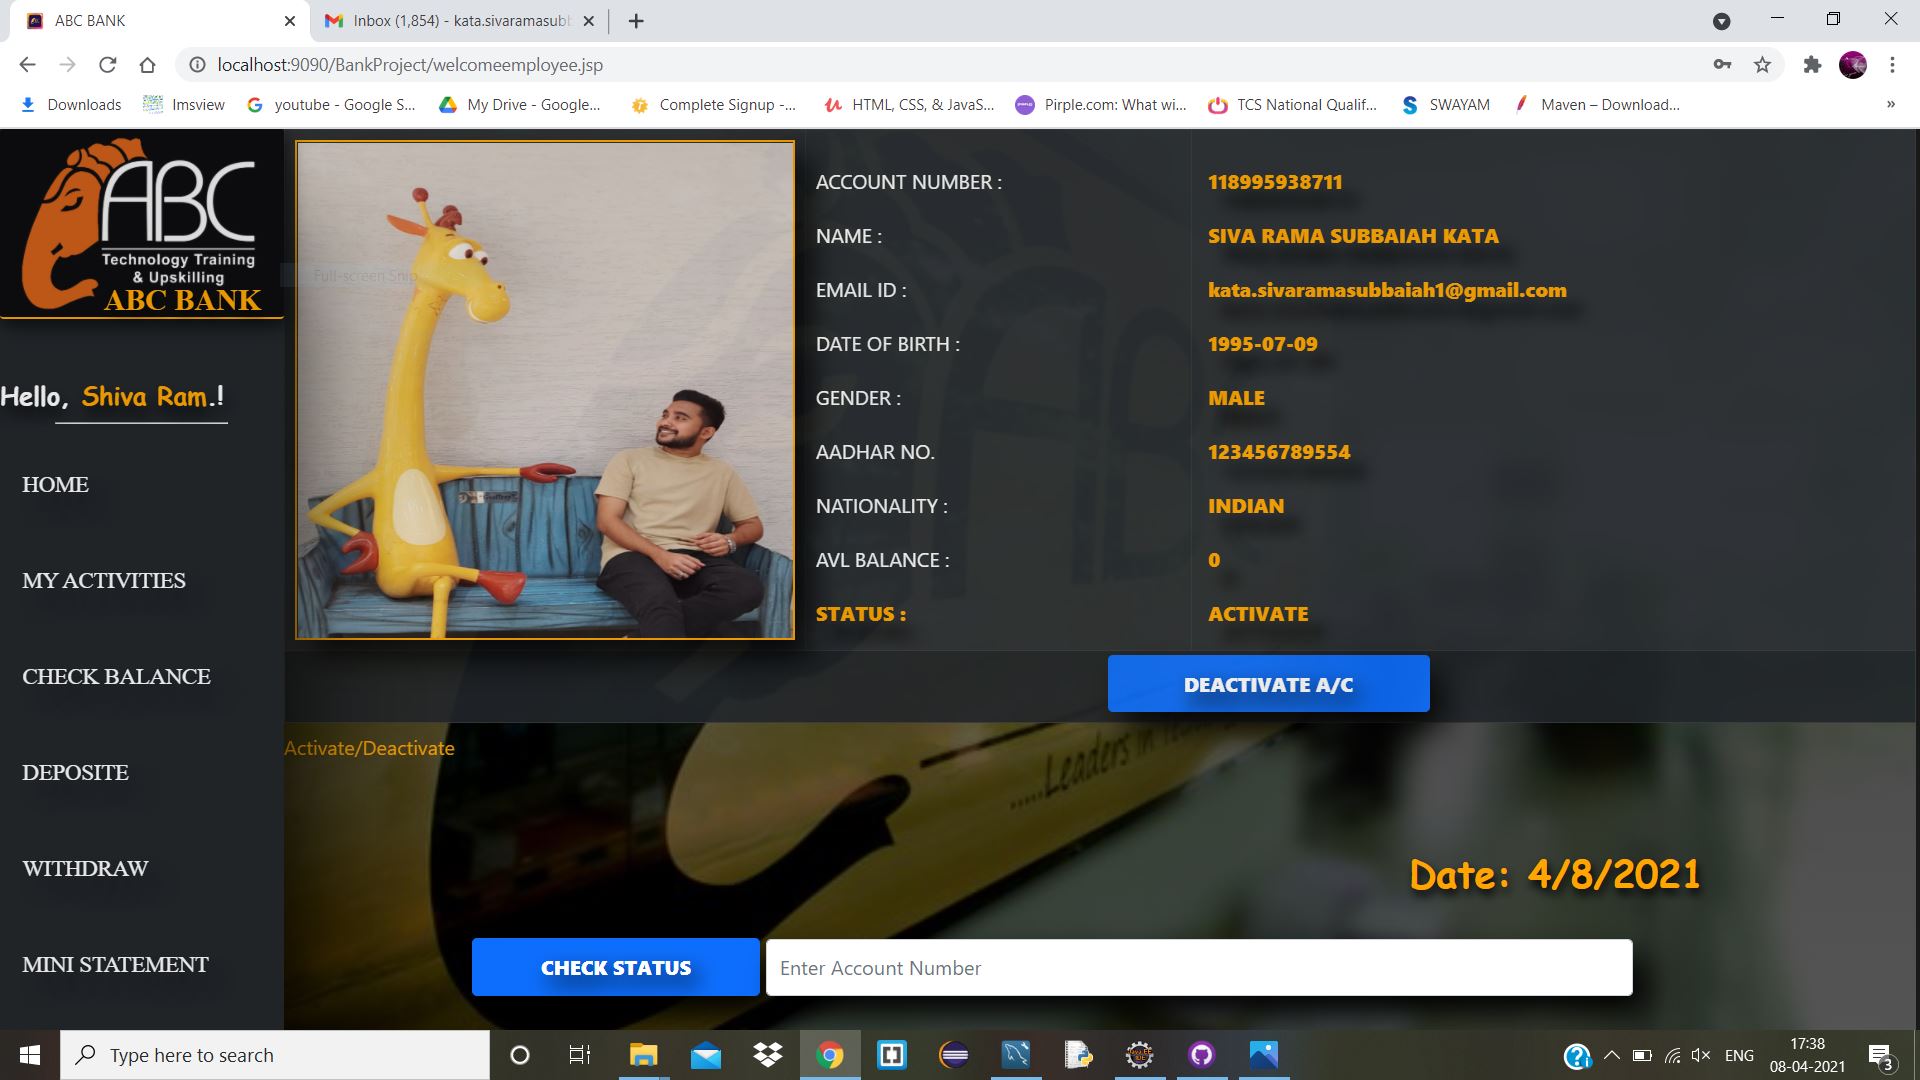 ABC BANK
Inbox (1,854) - kata.sivaramasubb
localhost:9090/BankProject/welcomeemployee.jsp
Downloads
Imsview
youtube - Google S...
My Drive - Google...
Complete Signup -...
HTML, CSS, & JavaS...
Pirple.com: What wi...
TCS National Qualif...
SWAYAM
Maven – Download...
»
ABC
Technology Training
& Upskilling
ABC BANK
Full-screen Snip
Hello, Shiva Ram.!
HOME
MY ACTIVITIES
CHECK BALANCE
DEPOSITE
WITHDRAW
MINI STATEMENT
ACCOUNT NUMBER : 118995938711
NAME : SIVA RAMA SUBBAIAH KATA
EMAIL ID : kata.sivaramasubbaiah1@gmail.com
DATE OF BIRTH : 1995-07-09
GENDER : MALE
AADHAR NO. 123456789554
NATIONALITY : INDIAN
AVL BALANCE : 0
STATUS : ACTIVATE
DEACTIVATE A/C
Activate/Deactivate
.....Leaders in
Date: 4/8/2021
CHECK STATUS
Enter Account Number
Type here to search
ENG
17:38
08-04-2021
3